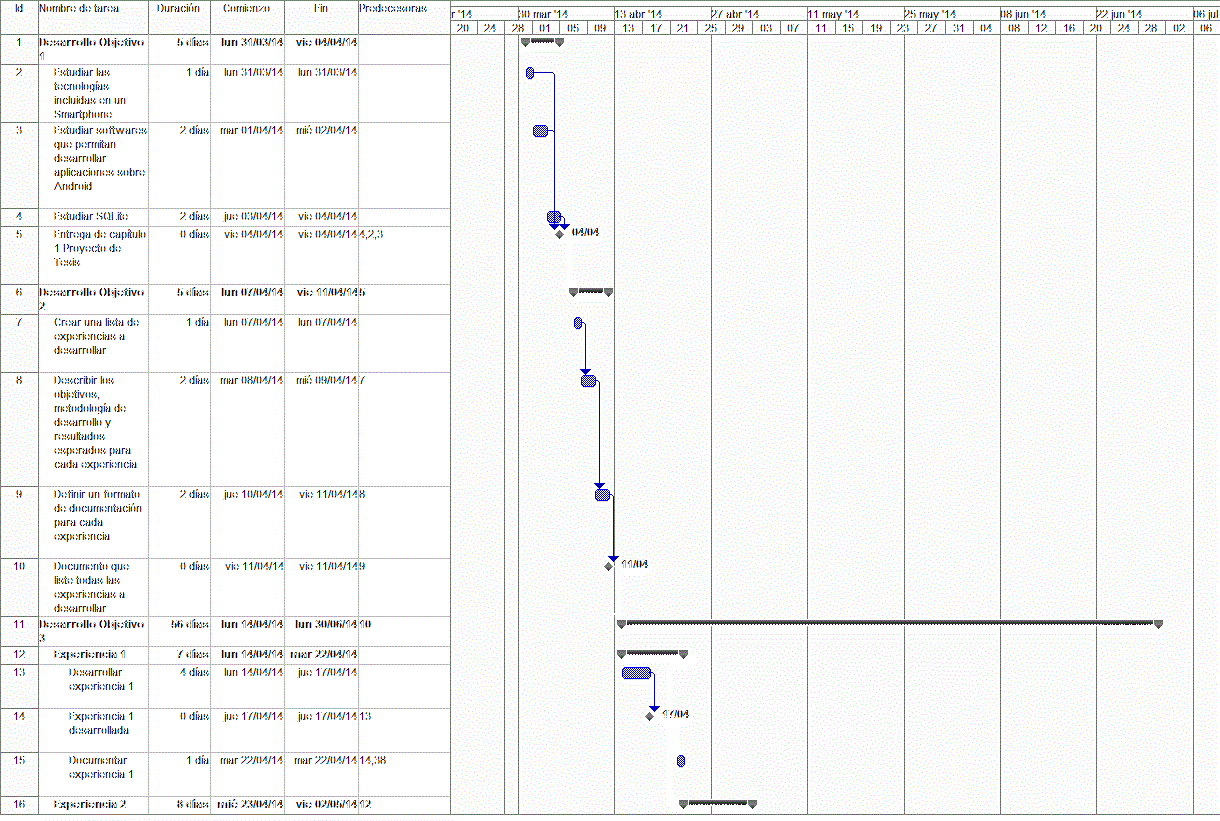 Id Nombre de tarea Duración Comienzo Fin Predecesoras
r '14 30 mar '14 13 abr '14 27 abr '14 11 may '14 25 may '14 08 jun '14 22 jun '14 06 jul
20 24 28 01 05 09 13 17 21 25 29 03 07 11 15 19 23 27 31 04 08 12 16 20 24 28 02 06
1 Desarrollo Objetivo 5 días lun 31/03/14 vie 04/04/14
1
2 Estudiar las 1 día lun 31/03/14 lun 31/03/14
tecnologías
incluidas en un
Smartphone
3 Estudiar softwares 2 días mar 01/04/14 mié 02/04/14
que permitan
desarrollar
aplicaciones sobre
Android
4 Estudiar SQLite 2 días jue 03/04/14 vie 04/04/14
5 Entrega de capítulo 0 días vie 04/04/14 vie 04/04/14 4,2,3 04/04
1 Proyecto de
Tesis
6 Desarrollo Objetivo 5 días lun 07/04/14 vie 11/04/14 5
2
7 Crear una lista de 1 día lun 07/04/14 lun 07/04/14
experiencias a
desarrollar
8 Describir los 2 días mar 08/04/14 mié 09/04/14 7
objetivos,
metodología de
desarrollo y
resultados
esperados para
cada experiencia
9 Definir un formato 2 días jue 10/04/14 vie 11/04/14 8
de documentación
para cada
experiencia
10 Documento que 0 días vie 11/04/14 vie 11/04/14 9 11/04
liste todas las
experiencias a
desarrollar
11 Desarrollo Objetivo 56 días lun 14/04/14 lun 30/06/14 10
3
12 Experiencia 1 7 días lun 14/04/14 mar 22/04/14
13 Desarrollar 4 días lun 14/04/14 jue 17/04/14
experiencia 1
14 Experiencia 1 0 días jue 17/04/14 jue 17/04/14 13 17/04
desarrollada
15 Documentar 1 día mar 22/04/14 mar 22/04/14 14,38
experiencia 1
16 Experiencia 2 8 días mié 23/04/14 vie 02/05/14 12